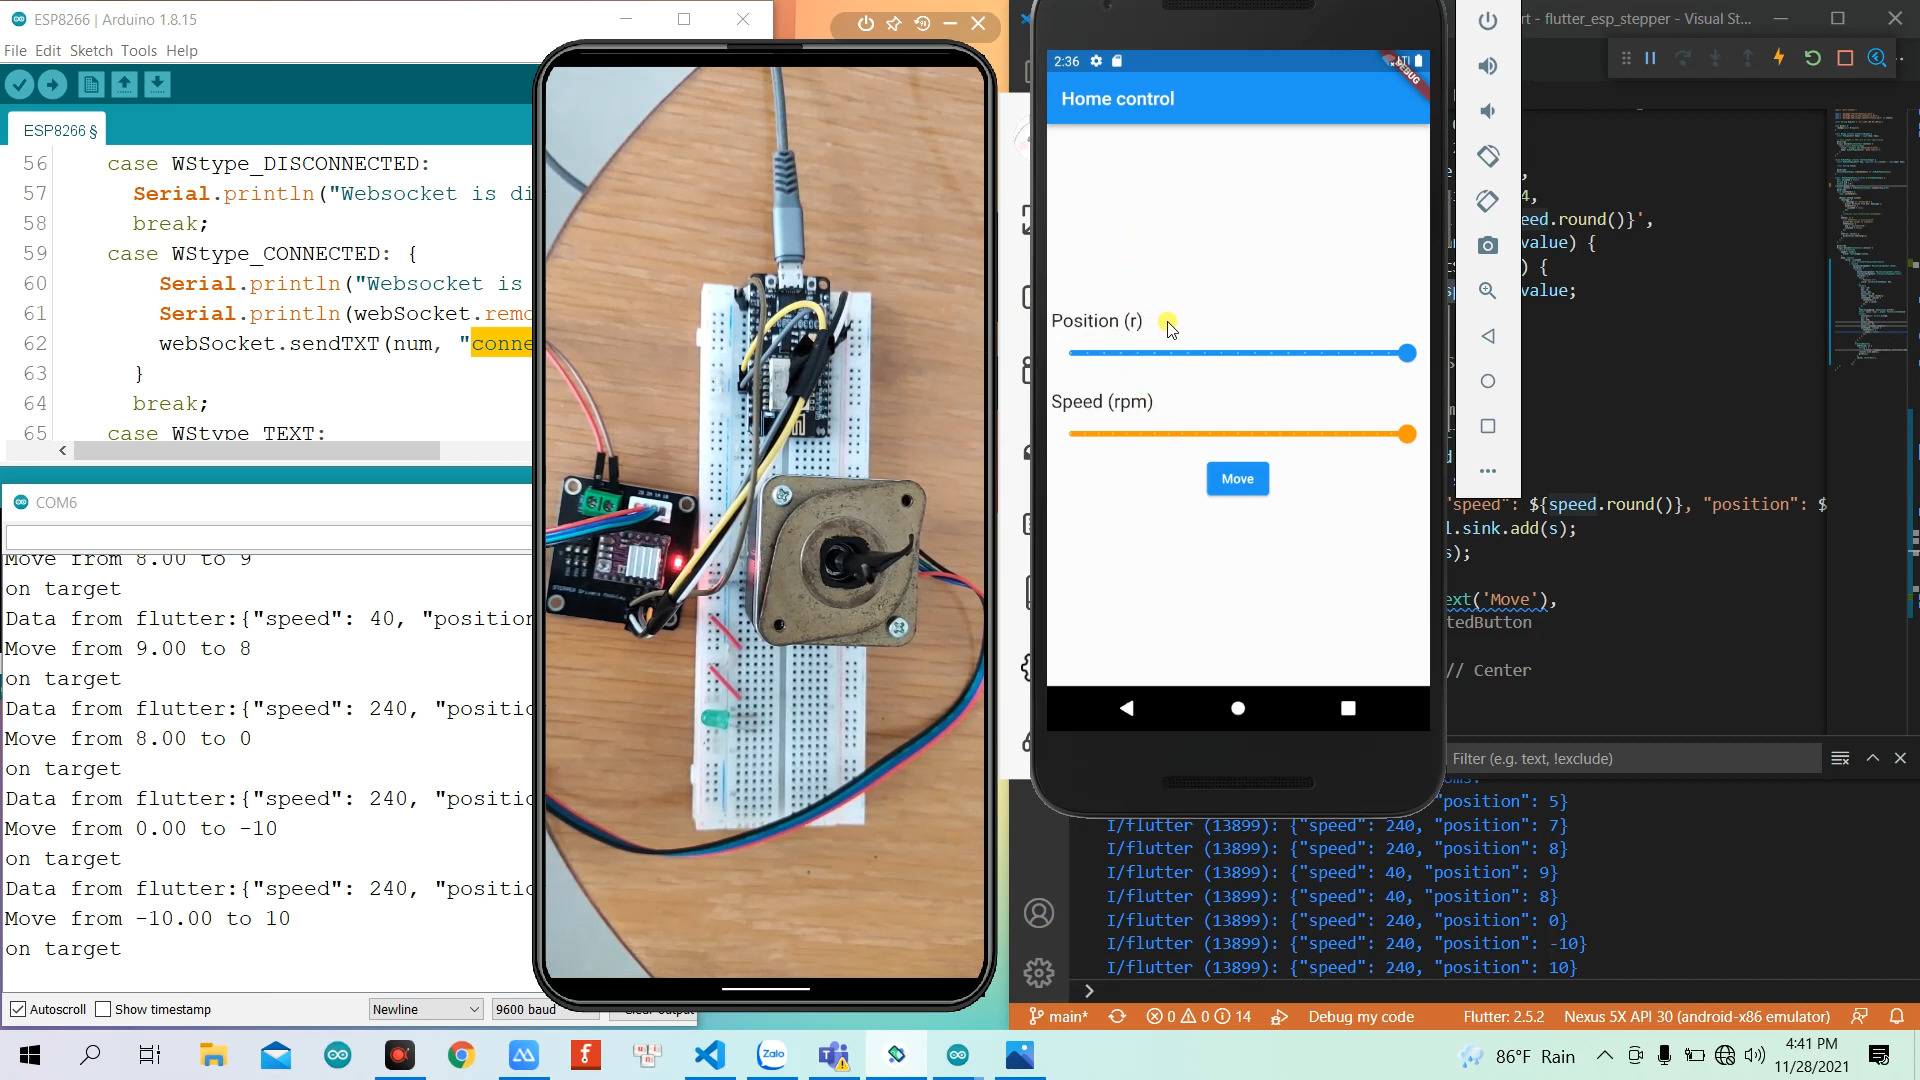 ESP8266 | Arduino 1.8.15
File Edit Sketch Tools Help
ESP8266 §
56 case WStype_DISCONNECTED:
57 Serial.println("Websocket is di
58 break;
59 case WStype_CONNECTED: {
60 Serial.println("Websocket is
61 Serial.println(webSocket.remo
62 webSocket.sendTXT(num, "conne
63 }
64 break;
65 case WStype_TEXT:
COM6
Move from 8.00 to 9
on target
Data from flutter:{"speed": 40, "position
Move from 9.00 to 8
on target
Data from flutter:{"speed": 240, "positio
Move from 8.00 to 0
on target
Data from flutter:{"speed": 240, "positio
Move from 0.00 to -10
on target
Data from flutter:{"speed": 240, "positio
Move from -10.00 to 10
on target
Autoscroll Show timestamp Newline 9600 baud Clear output
2:36
DEBUG
Home control
Position (r)
Speed (rpm)
Move
rt - flutter_esp_stepper - Visual St...
4,
eed.round()}',
value) {
) {
value;
"speed": ${speed.round()}, "position": $
l.sink.add(s);
s);
ext('Move'),
tedButton
// Center
Filter (e.g. text, !exclude)
"position": 5}
I/flutter (13899): {"speed": 240, "position": 7}
I/flutter (13899): {"speed": 240, "position": 8}
I/flutter (13899): {"speed": 40, "position": 9}
I/flutter (13899): {"speed": 40, "position": 8}
I/flutter (13899): {"speed": 240, "position": 0}
I/flutter (13899): {"speed": 240, "position": -10}
I/flutter (13899): {"speed": 240, "position": 10}
main* 0 0 14 Debug my code Flutter: 2.5.2 Nexus 5X API 30 (android-x86 emulator)
Zalo
86°F Rain
4:41 PM
11/28/2021